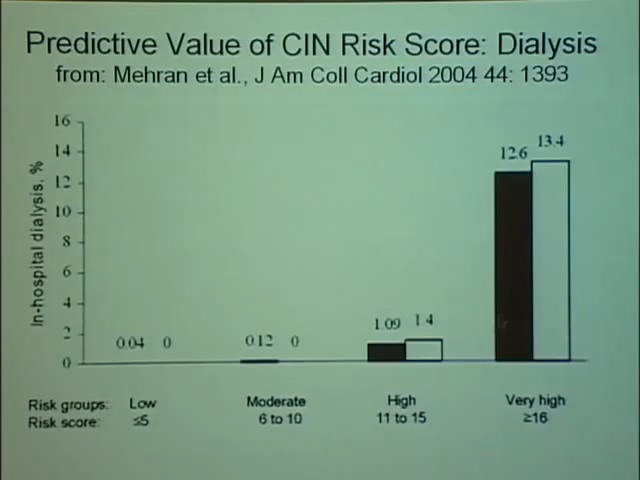 Predictive Value of CIN Risk Score: Dialysis
from: Mehran et al., J Am Coll Cardiol 2004 44: 1393
In-hospital dialysis, %
16
14
12
10
8
6
4
2
0
0.04 0
0.12 0
1.09 1.4
12.6 13.4
Risk groups: Low Moderate High Very high
Risk score: ≤5 6 to 10 11 to 15 ≥16